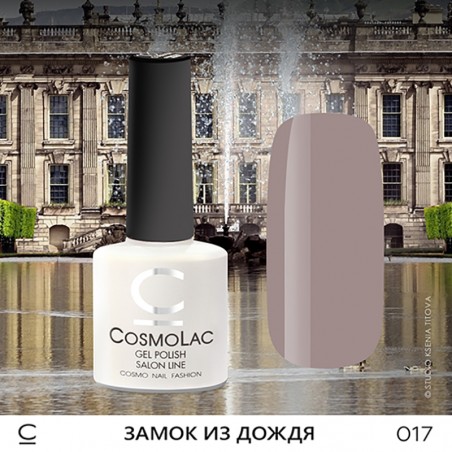 COSMOLAC
GEL POLISH
SALON LINE
COSMO NAIL FASHION
© STUDIO KSENIA TITOVA
C ЗАМОК ИЗ ДОЖДЯ 017